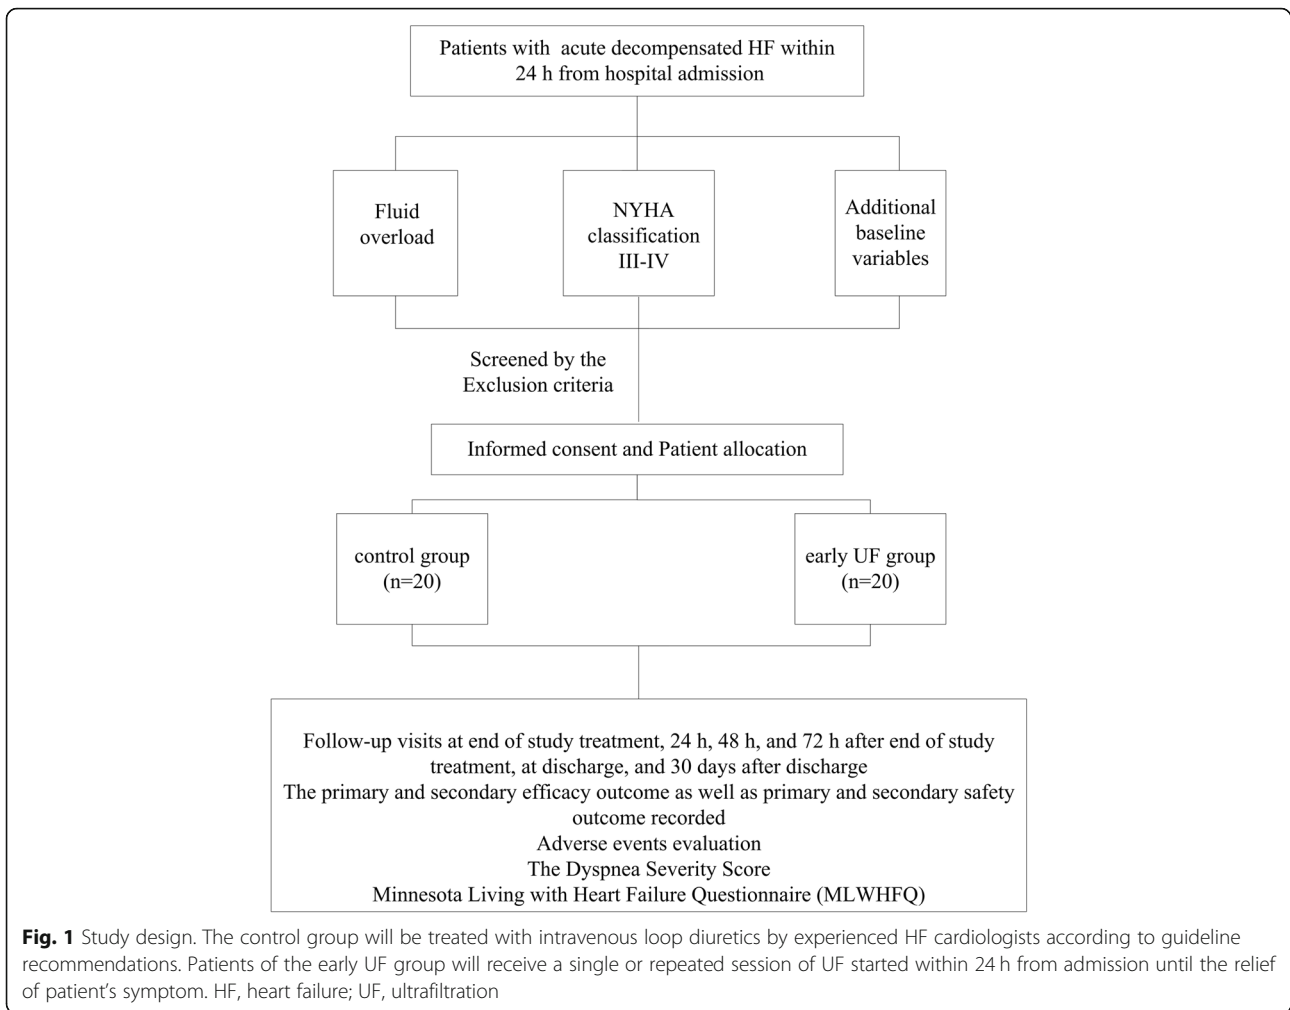 Patients with acute decompensated HF within
24 h from hospital admission
Fluid
overload
NYHA
classification
III-IV
Additional
baseline
variables
Screened by the
Exclusion criteria
Informed consent and Patient allocation
control group
(n=20)
early UF group
(n=20)
Follow-up visits at end of study treatment, 24 h, 48 h, and 72 h after end of study
treatment, at discharge, and 30 days after discharge
The primary and secondary efficacy outcome as well as primary and secondary safety
outcome recorded
Adverse events evaluation
The Dyspnea Severity Score
Minnesota Living with Heart Failure Questionnaire (MLWHFQ)
Fig. 1 Study design. The control group will be treated with intravenous loop diuretics by experienced HF cardiologists according to guideline
recommendations. Patients of the early UF group will receive a single or repeated session of UF started within 24 h from admission until the relief
of patient's symptom. HF, heart failure; UF, ultrafiltration